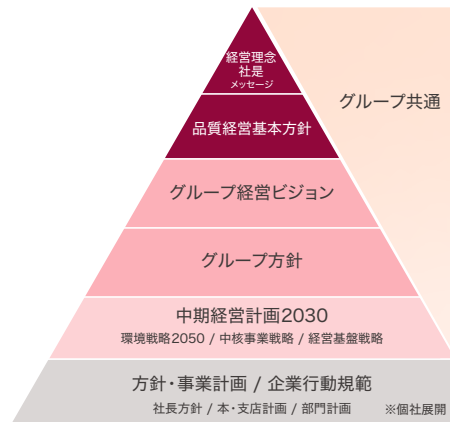 経営理念
社是
メッセージ
グループ共通
品質経営基本方針
グループ経営ビジョン
グループ方針
中期経営計画2030
環境戦略2050 / 中核事業戦略 / 経営基盤戦略
方針・事業計画 / 企業行動規範
社長方針 / 本・支店計画 / 部門計画　※個社展開